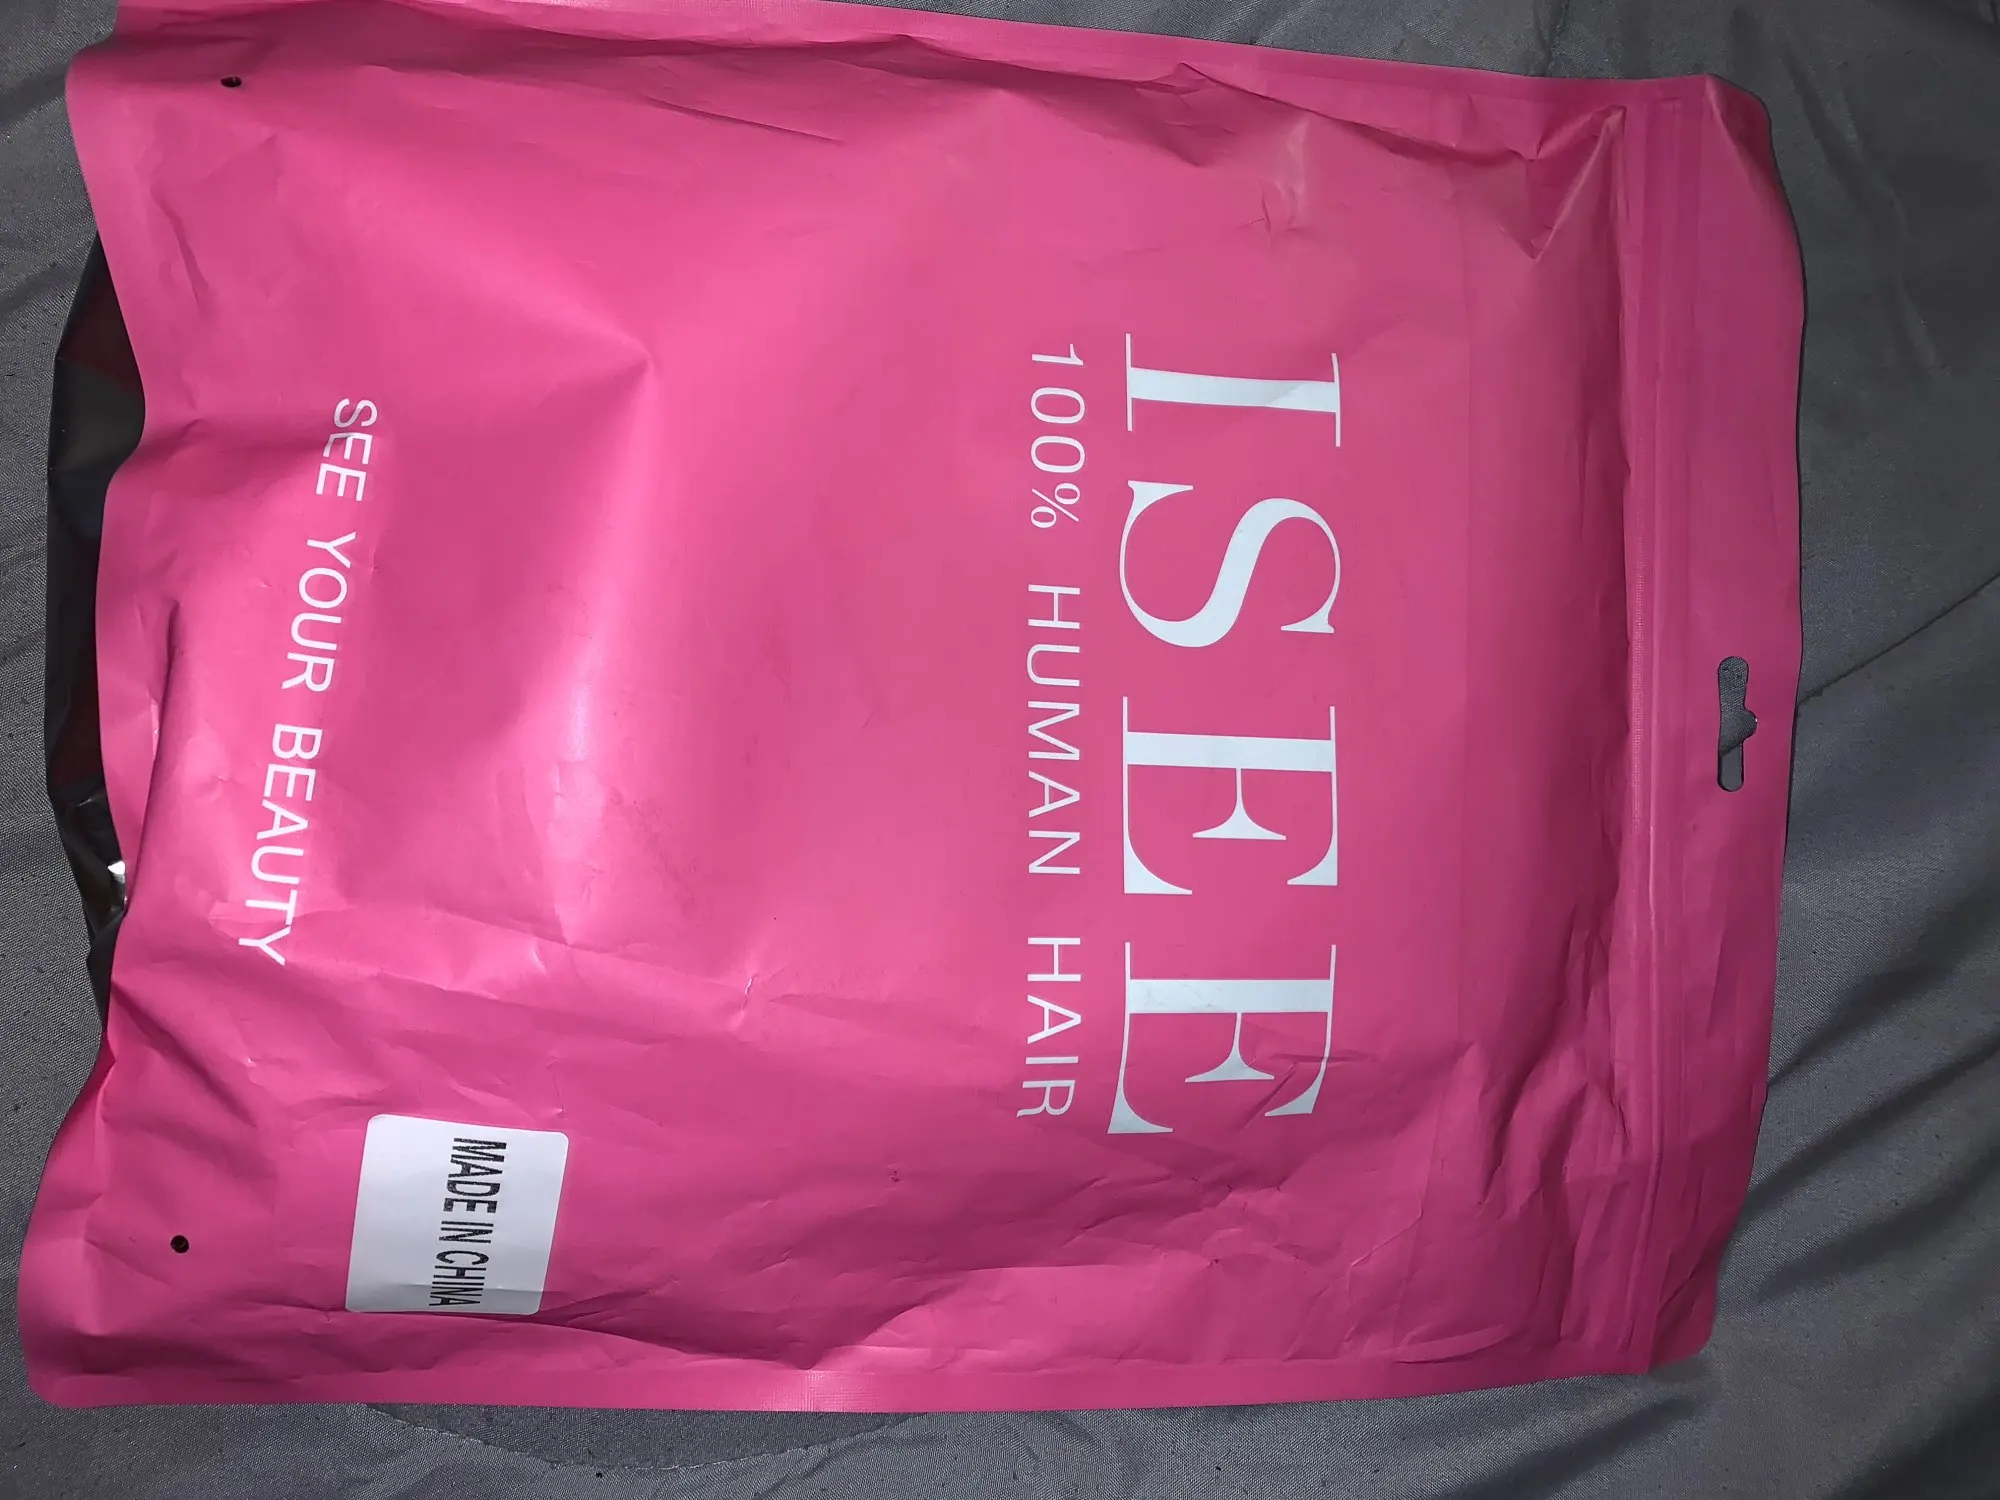 ISEE
100% HUMAN HAIR
SEE YOUR BEAUTY
MADE IN CHINA